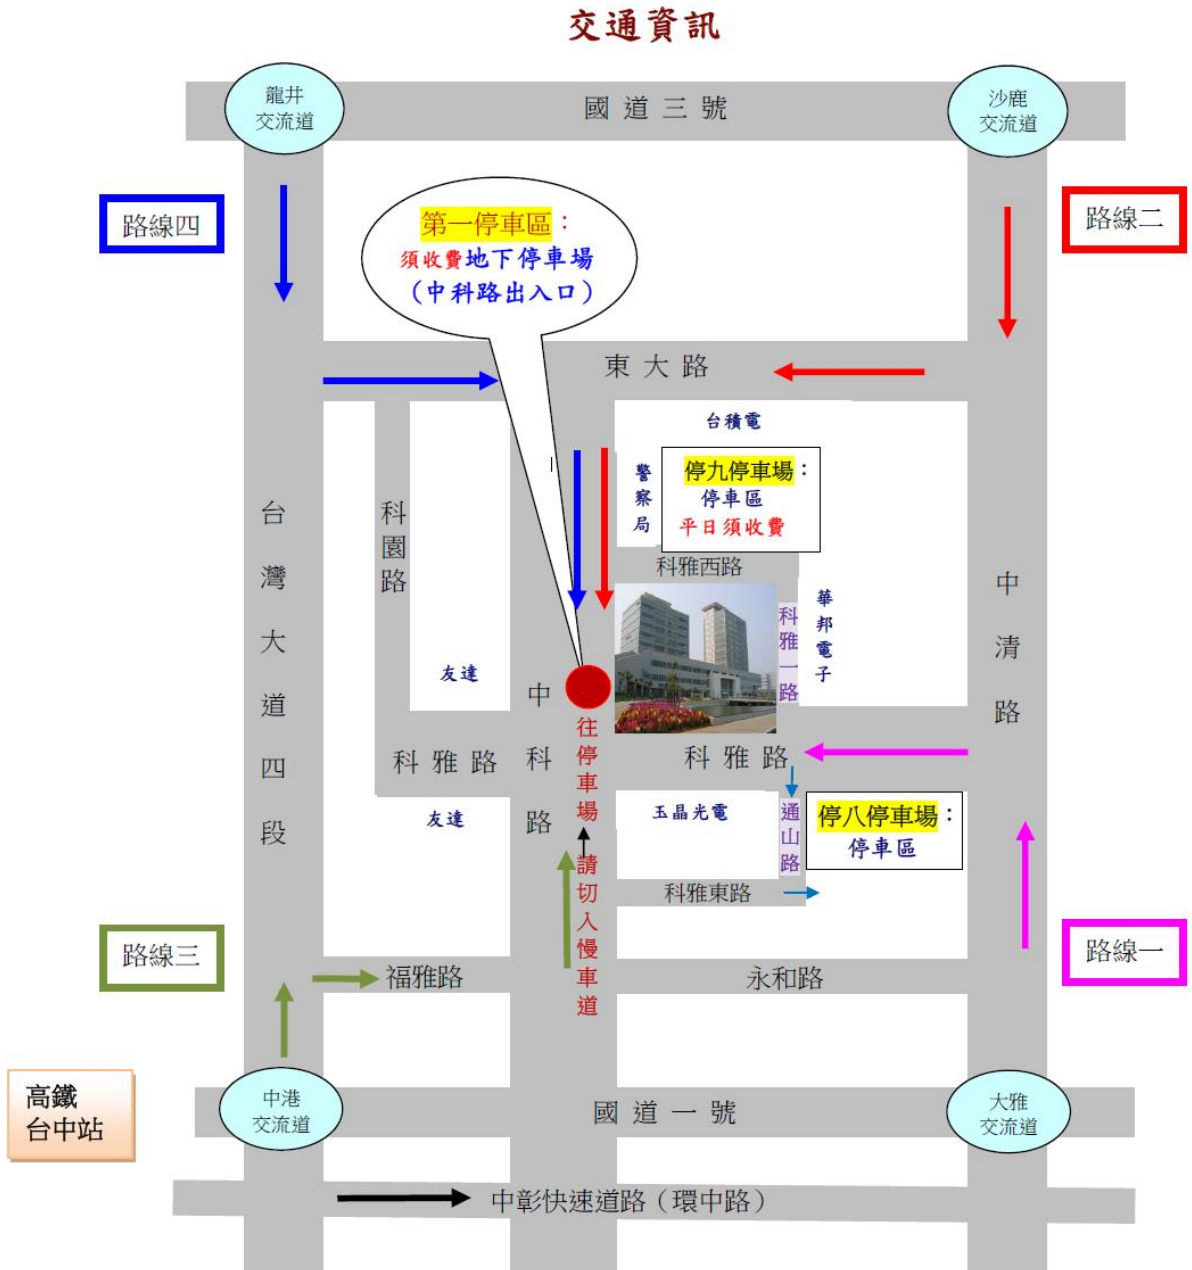 交通資訊
龍井
交流道
國道三號
沙鹿
交流道
路線四
路線二
第一停車區：
須收費地下停車場
（中科路出入口）
東大路
台積電
警察局
停九停車場：
停車區
平日須收費
台灣大道四段
科園路
科雅西路
中清路
科雅一路
華邦電子
友達
中科路
往停車場
科雅路
科雅路
友達
玉晶光電
通山路
停八停車場：
停車區
請切入慢車道
科雅東路
路線三
路線一
福雅路
永和路
高鐵
台中站
中港
交流道
國道一號
大雅
交流道
中彰快速道路（環中路）